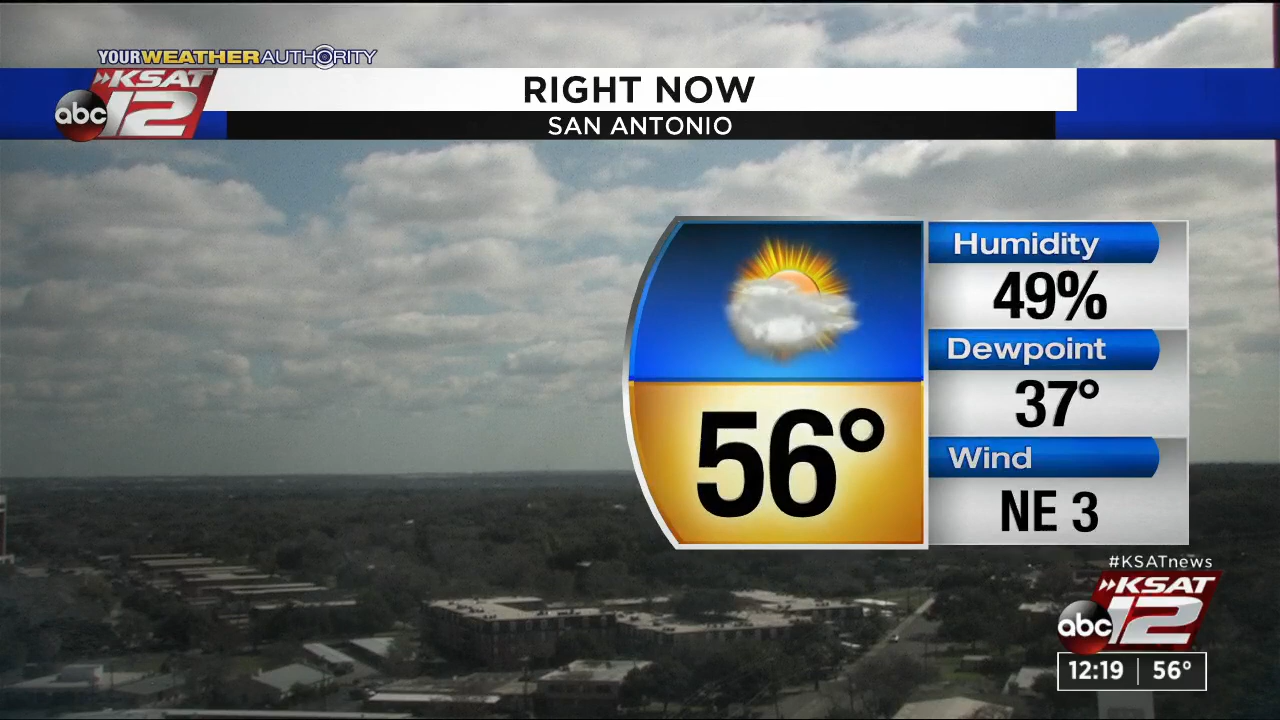 YOURWEATHERAUTHORITY
KSAT
abc 12
RIGHT NOW
SAN ANTONIO
Humidity
49%
Dewpoint
37°
Wind
NE 3
56°
#KSATnews
KSAT
abc 12
12:19 56°